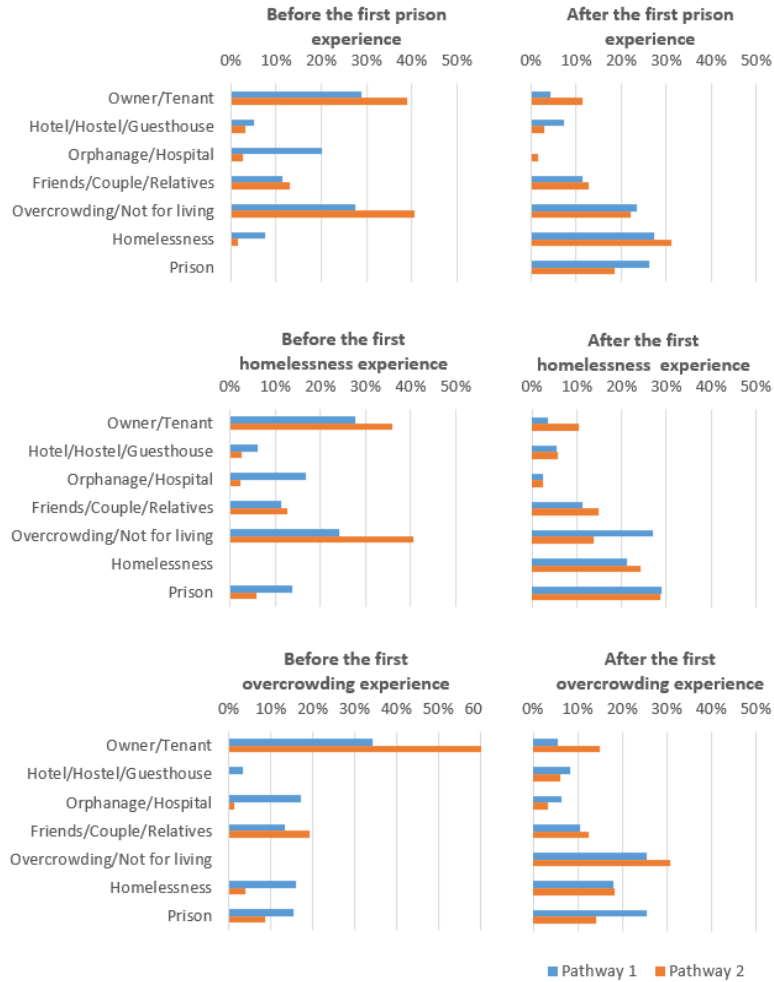 Before the first prison
experience
0% 10% 20% 30% 40% 50%
After the first prison
experience
0% 10% 20% 30% 40% 50%
Owner/Tenant
Hotel/Hostel/Guesthouse
Orphanage/Hospital
Friends/Couple/Relatives
Overcrowding/Not for living
Homelessness
Prison
Before the first
homelessness experience
0% 10% 20% 30% 40% 50%
After the first
homelessness experience
0% 10% 20% 30% 40% 50%
Owner/Tenant
Hotel/Hostel/Guesthouse
Orphanage/Hospital
Friends/Couple/Relatives
Overcrowding/Not for living
Homelessness
Prison
Before the first
overcrowding experience
0% 10% 20% 30% 40% 50% 60
After the first
overcrowding experience
0% 10% 20% 30% 40% 50%
Owner/Tenant
Hotel/Hostel/Guesthouse
Orphanage/Hospital
Friends/Couple/Relatives
Overcrowding/Not for living
Homelessness
Prison
Pathway 1 Pathway 2